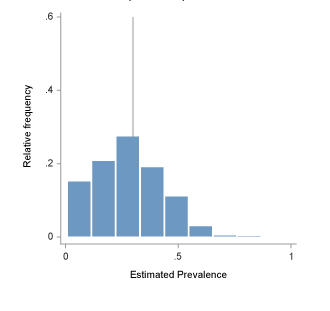 .6
.4
.2
0
Relative frequency
0 .5 1
Estimated Prevalence